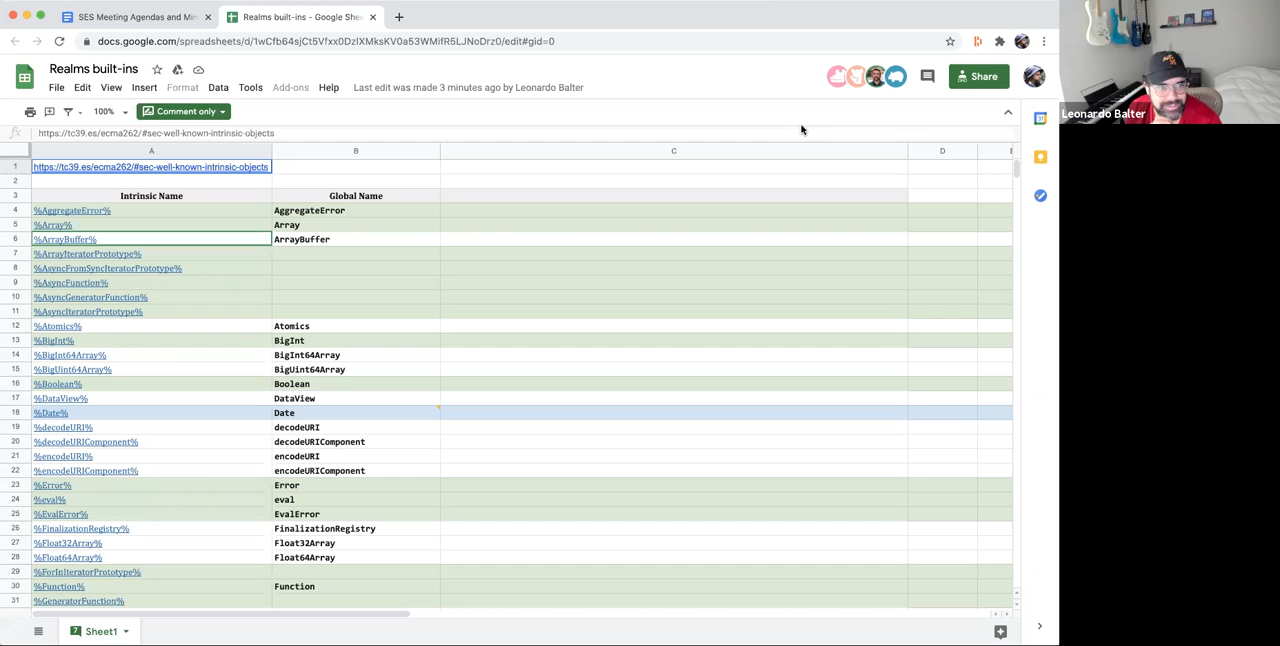 SES Meeting Agendas and Min
Realms built-ins - Google She
docs.google.com/spreadsheets/d/1wCfb64sjCt5Vfxx0DzIXMksKV0a53WMifR5LJNoDrz0/edit#gid=0
Realms built-ins
File Edit View Insert Format Data Tools Add-ons Help Last edit was made 3 minute ago by Leonardo Balter
Share
100% Comment only
Leonardo Balter
fx https://tc39.es/ecma262/#sec-well-known-intrinsic-objects
A B C D E
1 https://tc39.es/ecma262/#sec-well-known-intrinsic-objects
2
3 Intrinsic Name Global Name
4 %AggregateError% AggregateError
5 %Array% Array
6 %ArrayBuffer% ArrayBuffer
7 %ArrayIteratorPrototype%
8 %AsyncFromSyncIteratorPrototype%
9 %AsyncFunction%
10 %AsyncGeneratorFunction%
11 %AsyncIteratorPrototype%
12 %Atomics% Atomics
13 %BigInt% BigInt
14 %BigInt64Array% BigInt64Array
15 %BigUint64Array% BigUint64Array
16 %Boolean% Boolean
17 %DataView% DataView
18 %Date% Date
19 %decodeURI% decodeURI
20 %decodeURIComponent% decodeURIComponent
21 %encodeURI% encodeURI
22 %encodeURIComponent% encodeURIComponent
23 %Error% Error
24 %eval% eval
25 %EvalError% EvalError
26 %FinalizationRegistry% FinalizationRegistry
27 %Float32Array% Float32Array
28 %Float64Array% Float64Array
29 %ForInIteratorPrototype%
30 %Function% Function
31 %GeneratorFunction%
7 Sheet1